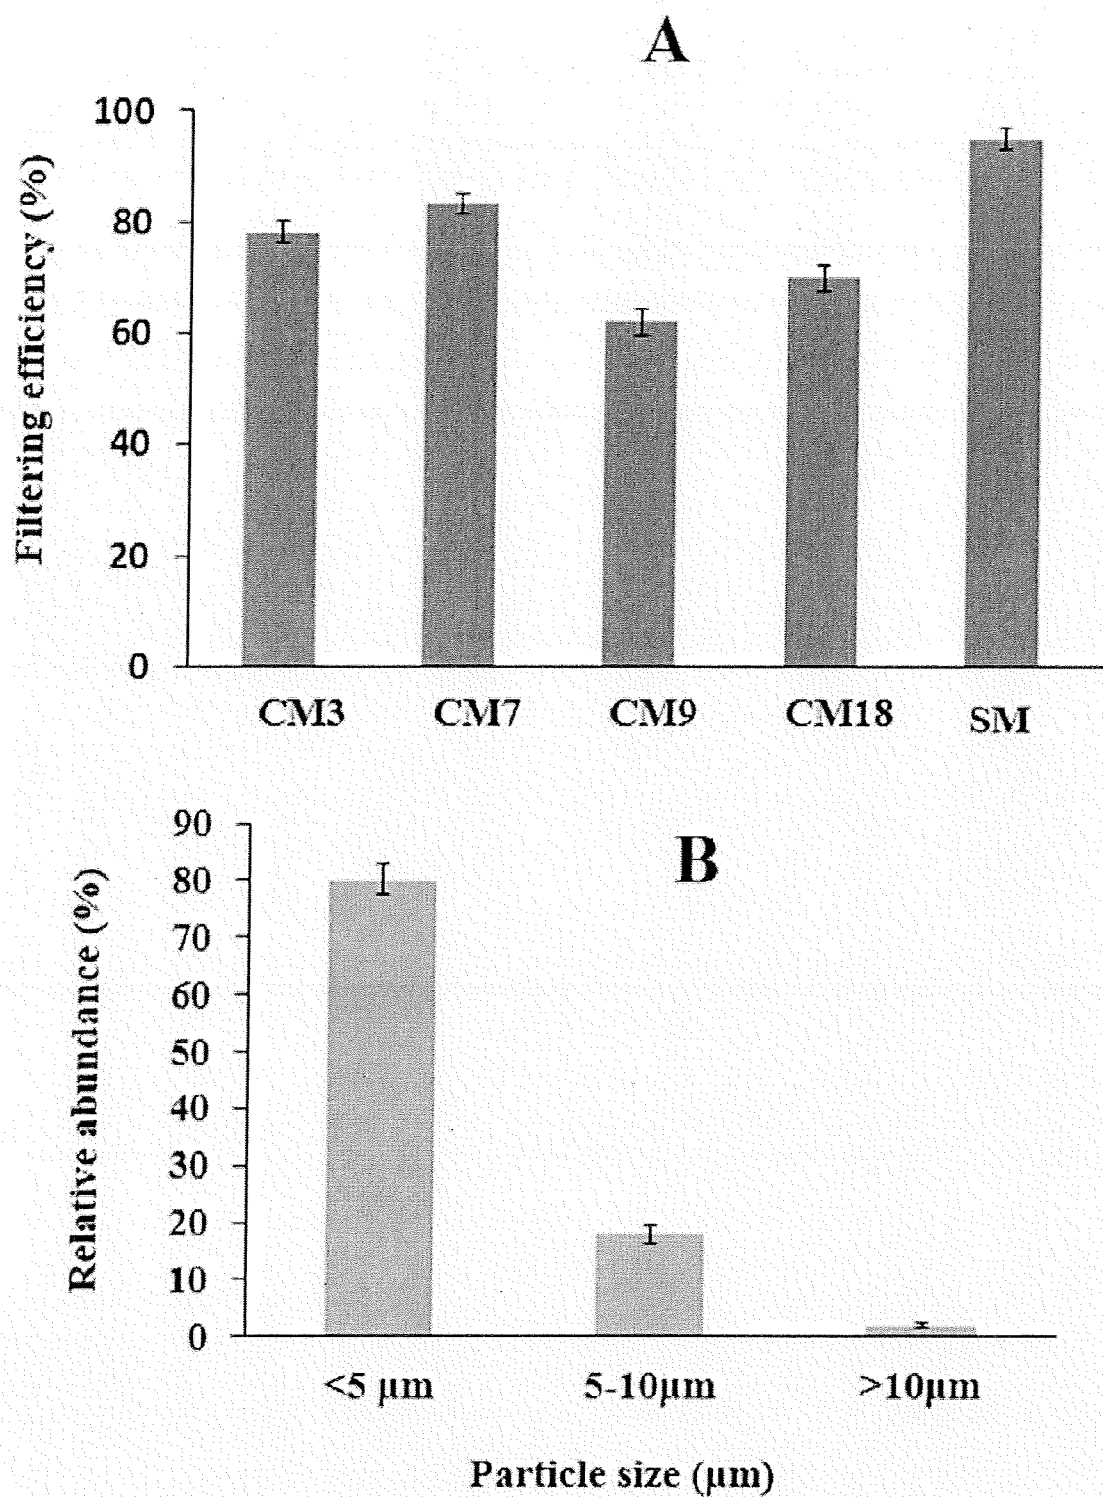 A
Filtering efficiency (%)
100
80
60
40
20
0
CM3 CM7 CM9 CM18 SM
B
Relative abundance (%)
90
80
70
60
50
40
30
20
10
0
<5 µm 5-10µm >10µm
Particle size (µm)